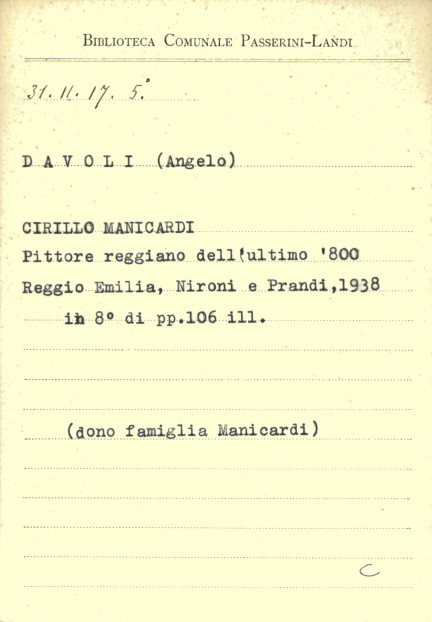 BIBLIOTECA COMUNALE PASSERINI-LANDI
31. 11. 17. 5.°
D A V O L I (Angelo)
CIRILLO MANICARDI
Pittore reggiano dell'ultimo '800
Reggio Emilia, Nironi e Prandi,1938
in 8° di pp.106 ill.
(dono famiglia Manicardi)
C